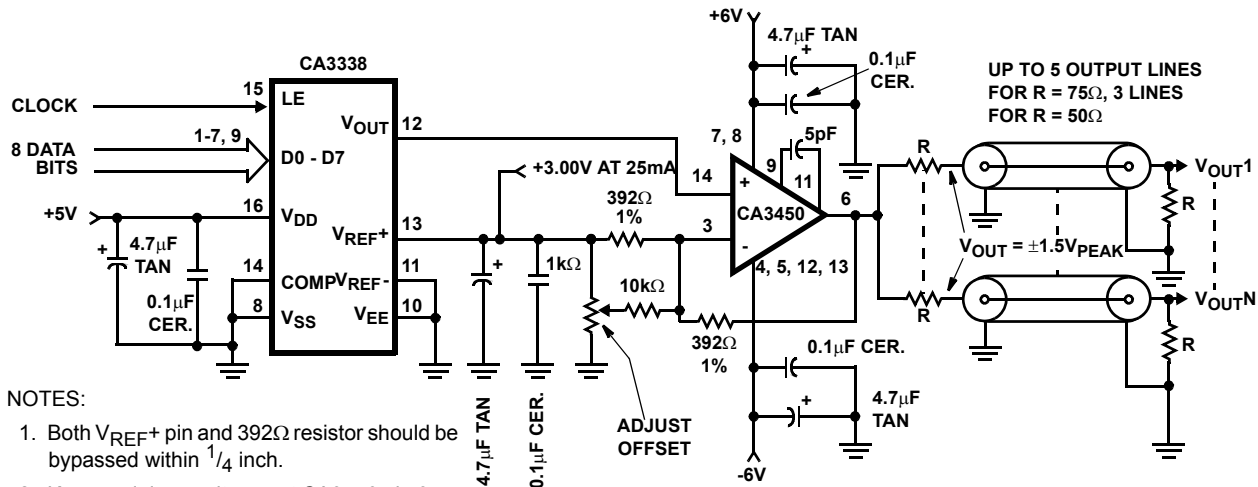 CA3338
CLOCK
15
LE
8 DATA
BITS
1-7, 9
D0 - D7
VOUT
12
+5V
16
VDD
VREF+
13
4.7µF
TAN
0.1µF
CER.
14
COMP
VREF-
11
8
VSS
VEE
10
+3.00V AT 25mA
392Ω
1%
1kΩ
10kΩ
392Ω
1%
4.7µF TAN
0.1µF CER.
ADJUST
OFFSET
+6V
4.7µF TAN
0.1µF
CER.
7, 8
5pF
9
11
14
+
CA3450
6
3
-
4, 5, 12, 13
0.1µF CER.
4.7µF
TAN
-6V
UP TO 5 OUTPUT LINES
FOR R = 75Ω, 3 LINES
FOR R = 50Ω
R
VOUT1
R
VOUT = ±1.5VPEAK
R
VOUTN
R
NOTES:
1. Both VREF+ pin and 392Ω resistor should be
bypassed within 1/4 inch.